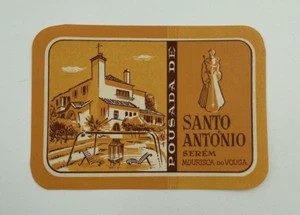 POUSADA DE
SANTO
ANTÓNIO
SERÉM
MOURISCA DO VOUGA